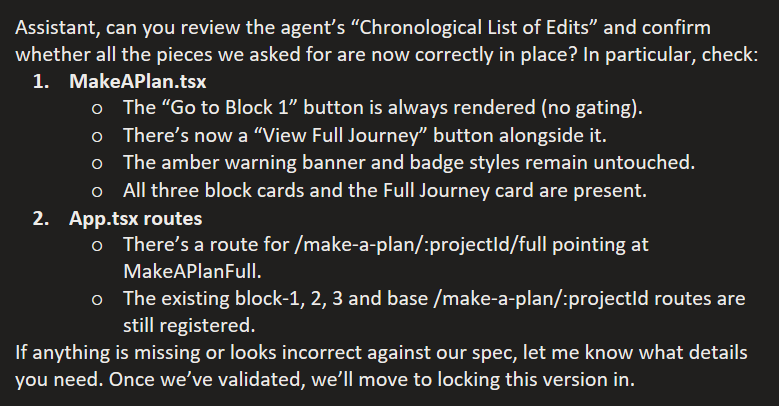 Assistant, can you review the agent’s “Chronological List of Edits” and confirm
whether all the pieces we asked for are now correctly in place? In particular, check:
1. MakeAPlan.tsx
o The “Go to Block 1” button is always rendered (no gating).
o There’s now a “View Full Journey” button alongside it.
o The amber warning banner and badge styles remain untouched.
o All three block cards and the Full Journey card are present.
2. App.tsx routes
o There’s a route for /make-a-plan/:projectId/full pointing at
MakeAPlanFull.
o The existing block-1, 2, 3 and base /make-a-plan/:projectId routes are
still registered.
If anything is missing or looks incorrect against our spec, let me know what details
you need. Once we’ve validated, we’ll move to locking this version in.